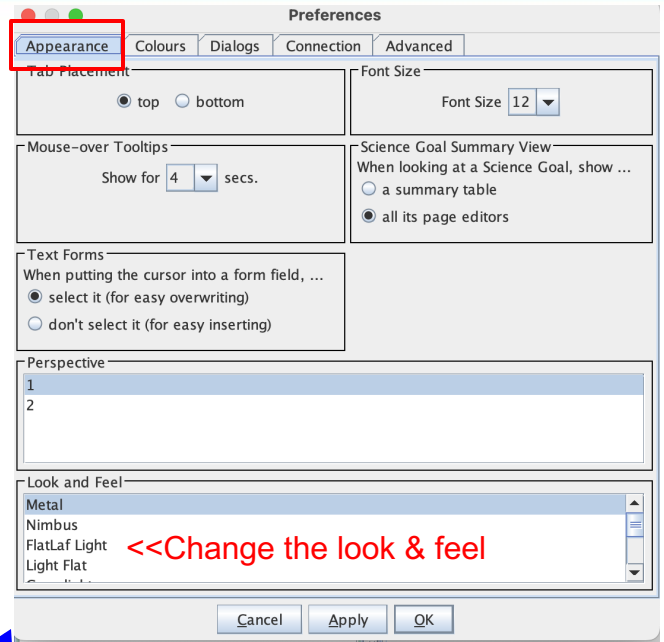 Preferences
Appearance Colours Dialogs Connection Advanced
Tab Placement
top bottom
Font Size
Font Size 12
Mouse-over Tooltips
Show for 4 secs.
Science Goal Summary View
When looking at a Science Goal, show ...
a summary table
all its page editors
Text Forms
When putting the cursor into a form field, ...
select it (for easy overwriting)
don't select it (for easy inserting)
Perspective
1
2
Look and Feel
Metal
Nimbus
FlatLaf Light
<<Change the look & feel
Light Flat
Cancel Apply OK